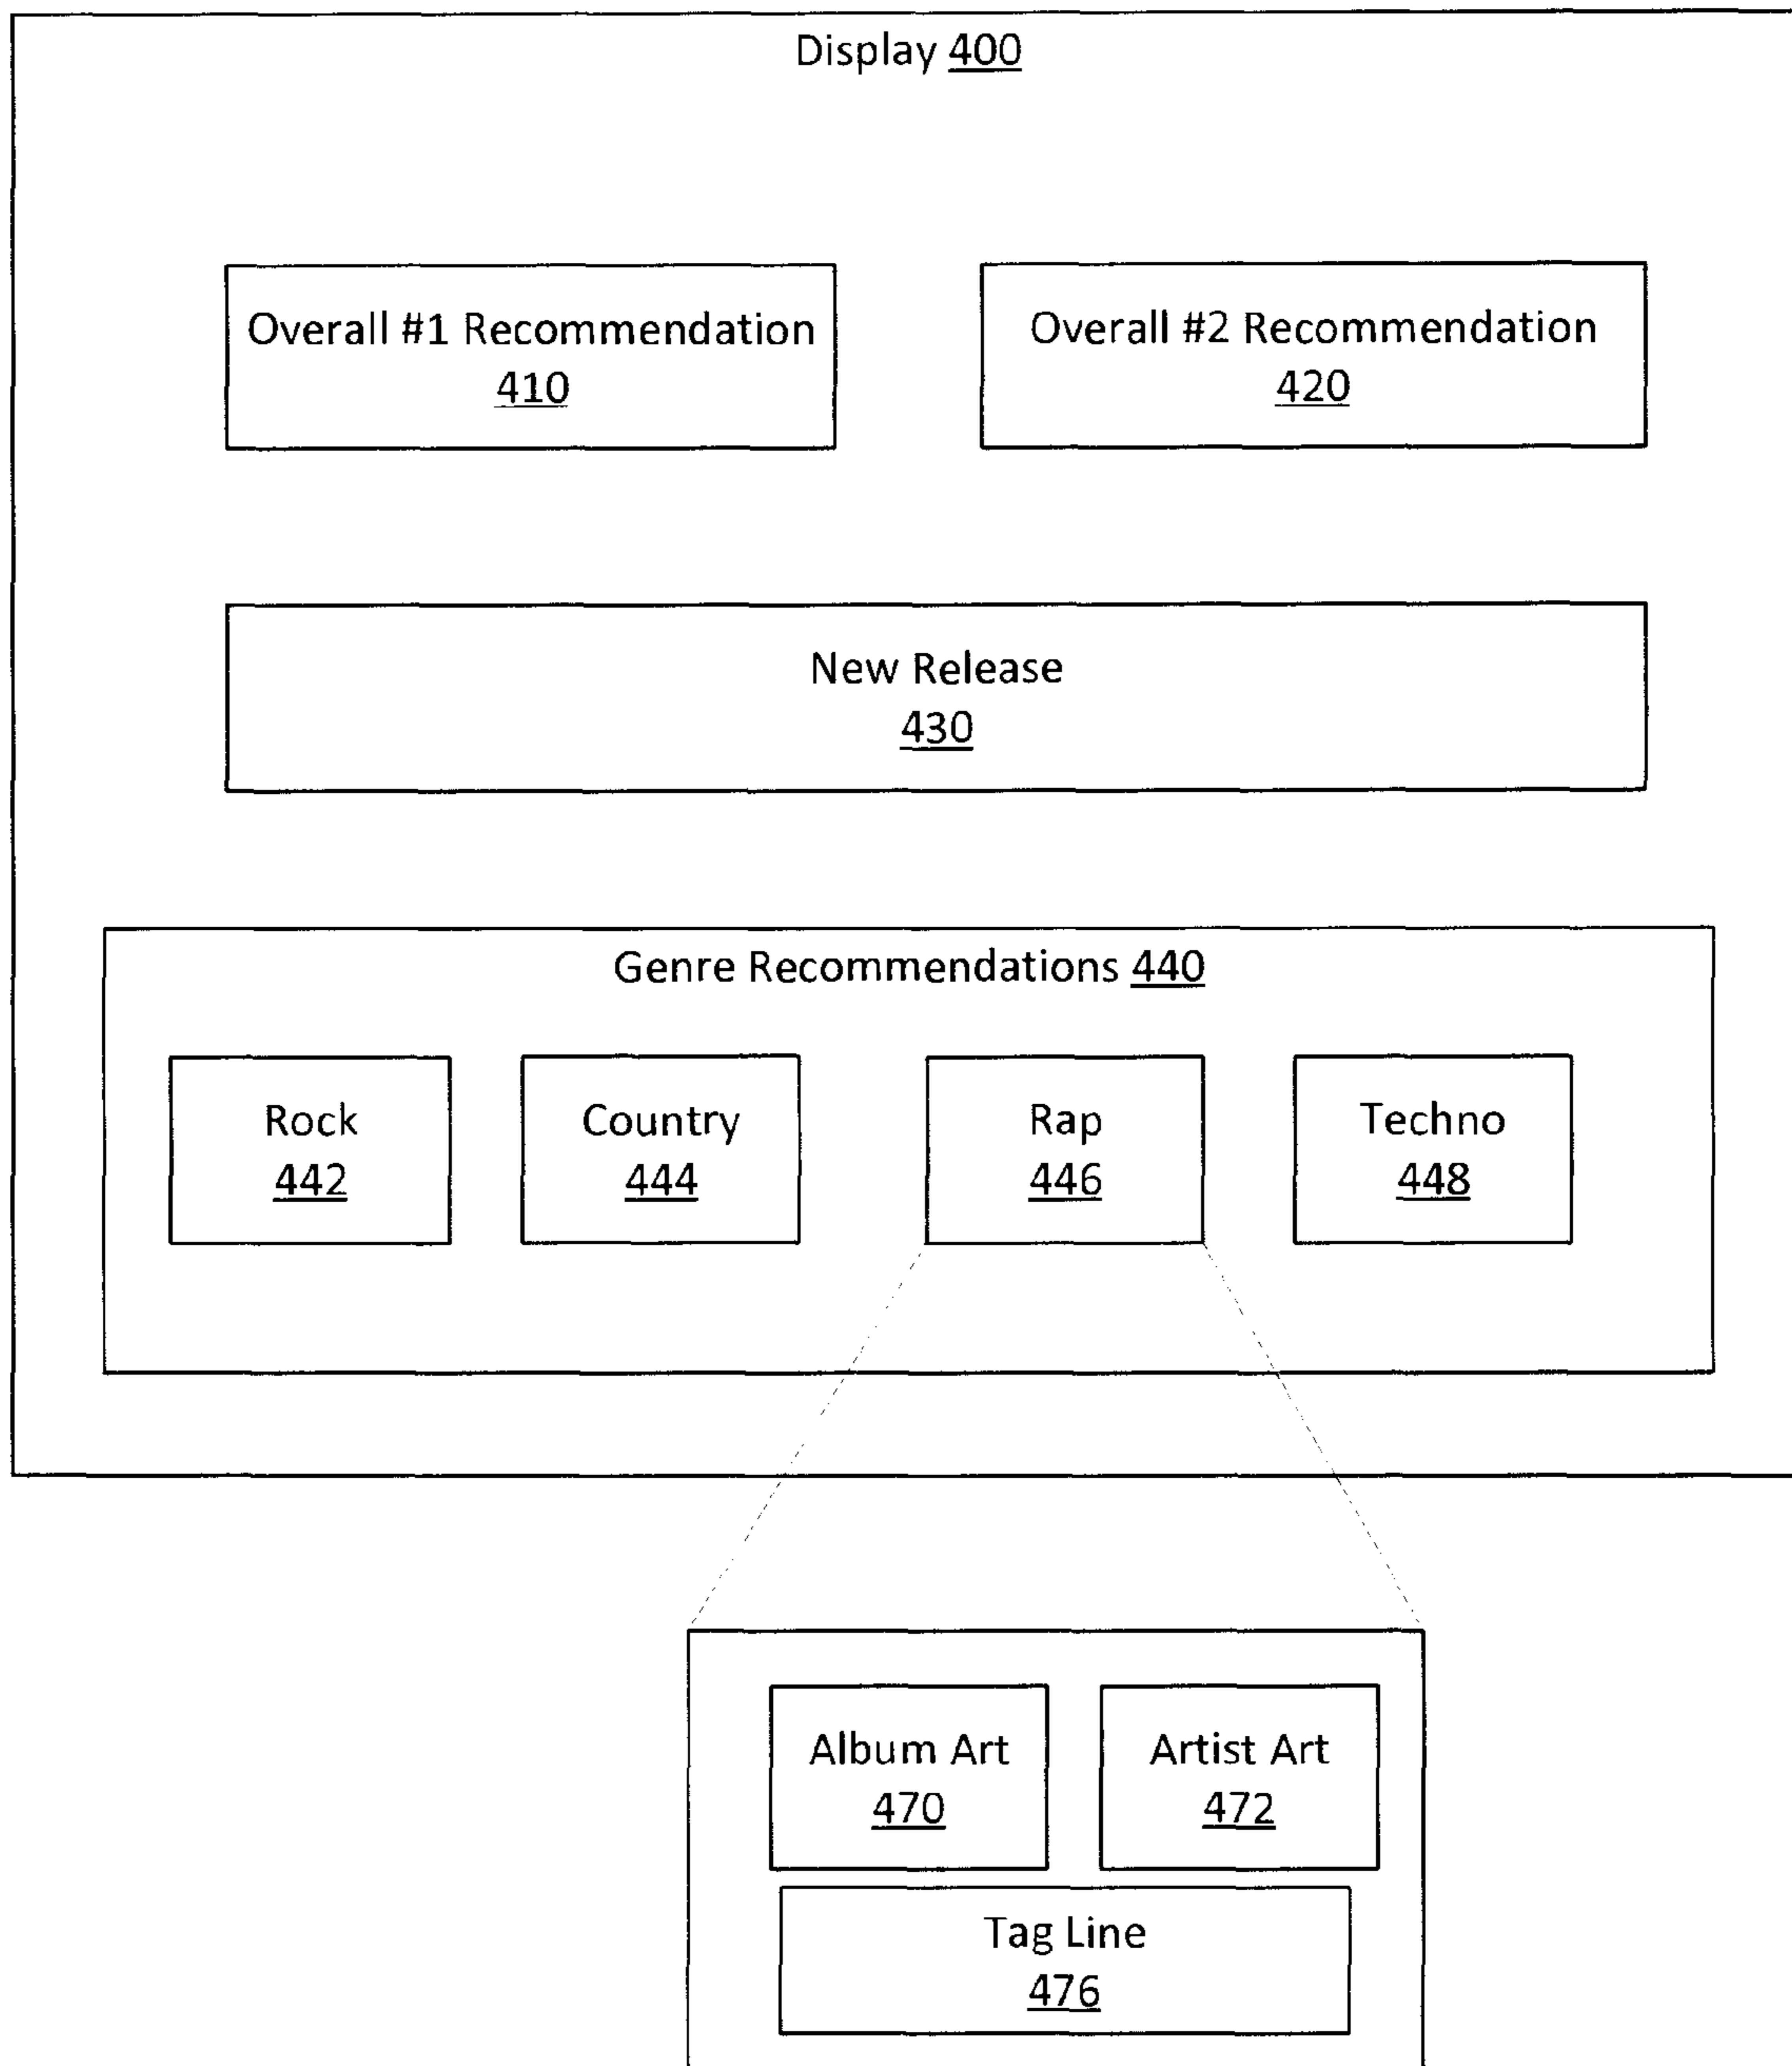 Display 400
Overall #1 Recommendation
410
Overall #2 Recommendation
420
New Release
430
Genre Recommendations 440
Rock
442
Country
444
Rap
446
Techno
448
Album Art
470
Artist Art
472
Tag Line
476